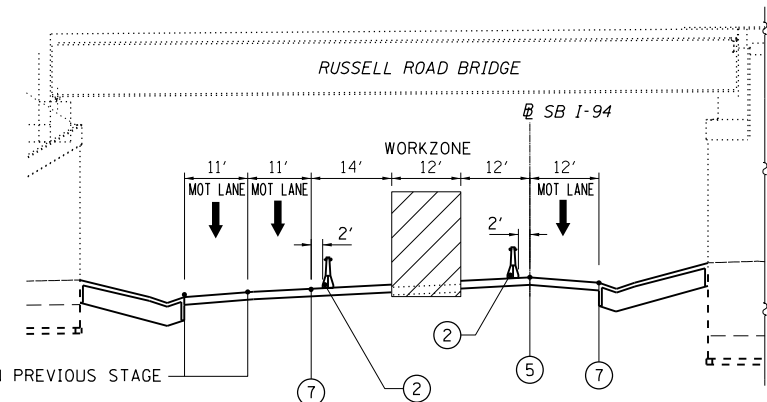 RUSSELL ROAD BRIDGE
SB I-94
WORKZONE
11' 11' 14' 12' 12' 12'
MOT LANE MOT LANE MOT LANE
2' 2'
2
PREVIOUS STAGE
7 2 5 7